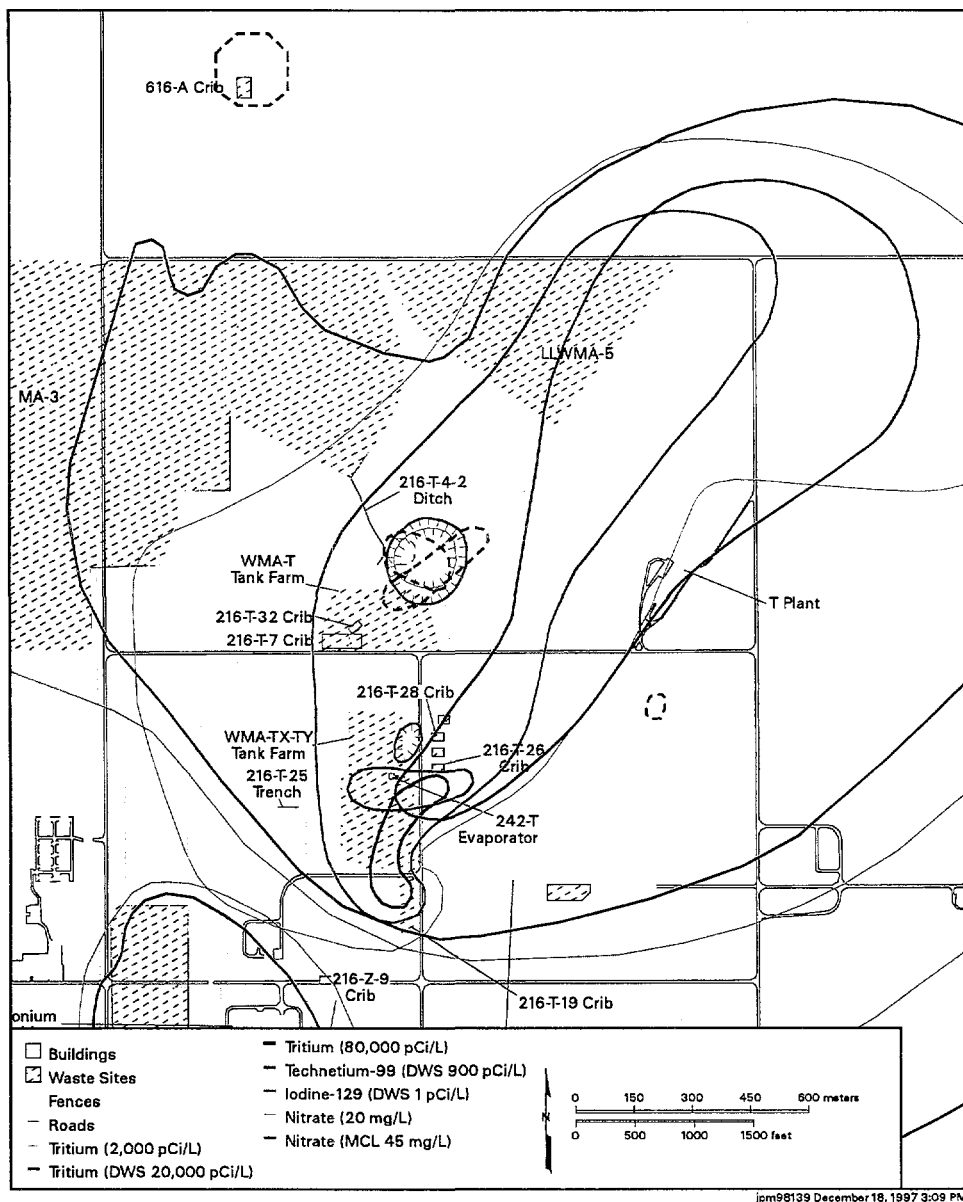 616-A Crib
LLWMA-5
MA-3
216-T-4-2
Ditch
WMA-T
Tank Farm
T Plant
216-T-32 Crib
216-T-7 Crib
216-T-28 Crib
WMA-TX-TY
Tank Farm
216-T-26
Crib
216-T-25
Trench
242-T
Evaporator
216-Z-9
Crib
216-T-19 Crib
onium
Buildings
Waste Sites
Fences
Roads
Tritium (2,000 pCi/L)
Tritium (DWS 20,000 pCi/L)
Tritium (80,000 pCi/L)
Technetium-99 (DWS 900 pCi/L)
Iodine-129 (DWS 1 pCi/L)
Nitrate (20 mg/L)
Nitrate (MCL 45 mg/L)
N
0 150 300 450 600 meters
0 500 1000 1500 feet
jpm98139 December 18, 1997 3:09 PM